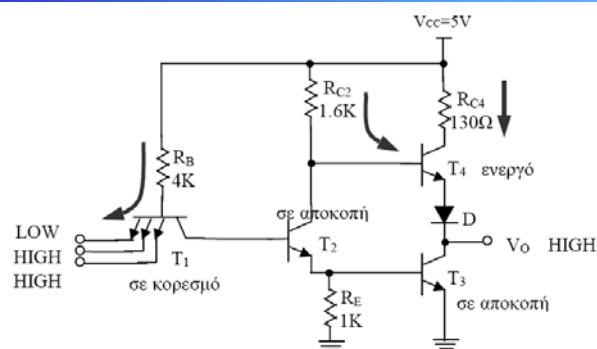 Vcc=5V
RC2
1.6K
RC4
130Ω
RB
4K
T4 ενεργό
σε αποκοπή
D
LOW
HIGH
HIGH
T1
T2
VO HIGH
T3
σε κορεσμό
RE
1K
σε αποκοπή